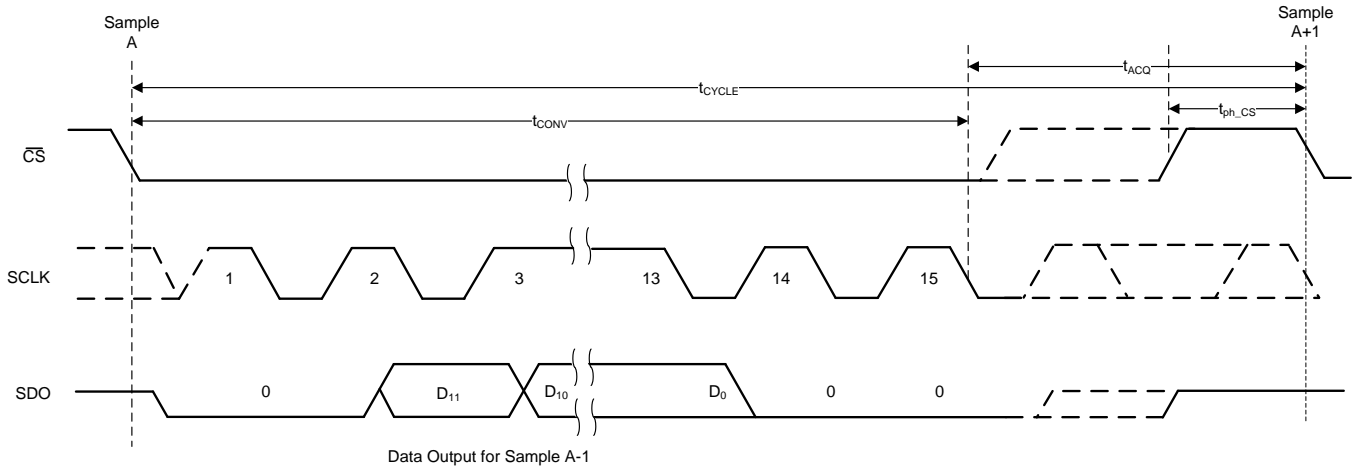 Sample
A
Sample
A+1
tACQ
tCYCLE
tph_CS
tCONV
CS
SCLK
1 2 3 13 14 15
SDO
0 D11 D10 D0 0 0
Data Output for Sample A-1